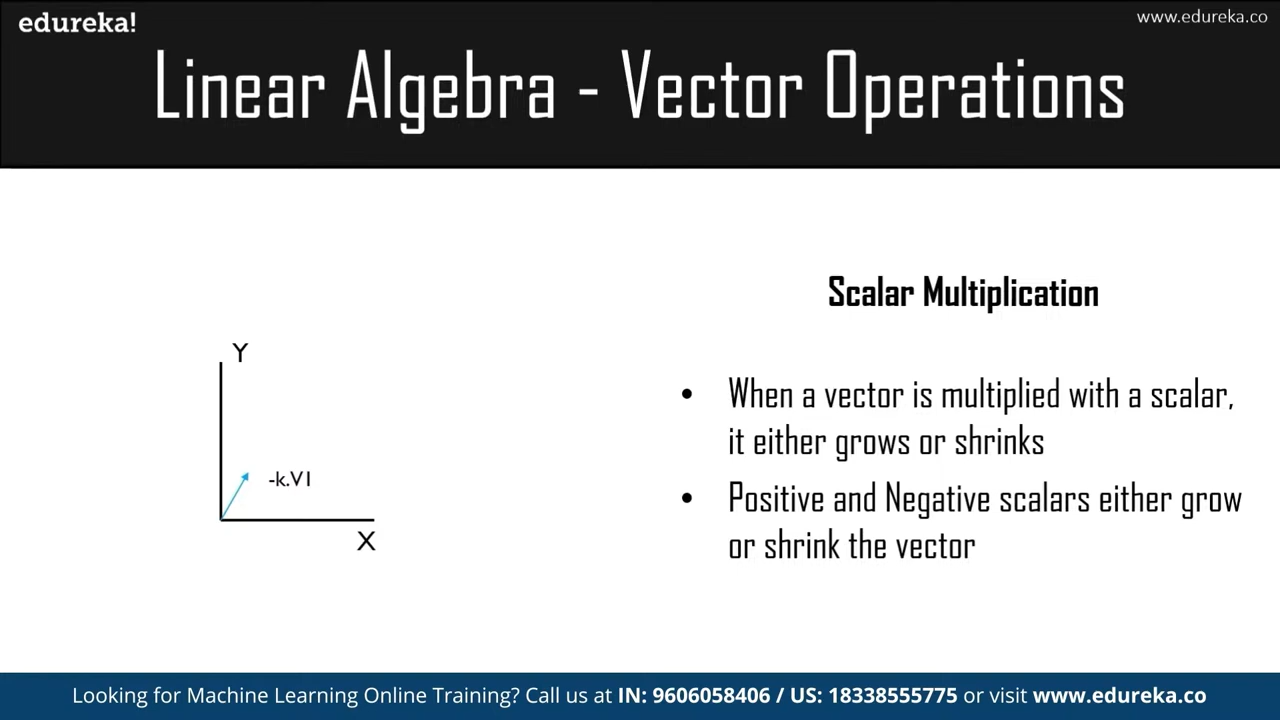 edureka!
www.edureka.co
Linear Algebra - Vector Operations
Scalar Multiplication
Y
-k.V1
X
• When a vector is multiplied with a scalar,
it either grows or shrinks
• Positive and Negative scalars either grow
or shrink the vector
Looking for Machine Learning Online Training? Call us at IN: 9606058406 / US: 18338555775 or visit www.edureka.co